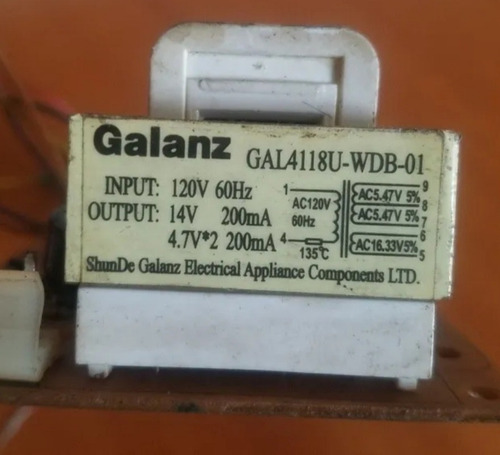 Galanz GAL4118U-WDB-01
INPUT: 120V 60Hz
OUTPUT: 14V 200mA
4.7V*2 200mA
1 AC120V 60Hz 4 135℃
9 AC5.47V 5%
8
AC5.47V 5% 7
6
AC16.33V5% 5
ShunDe Galanz Electrical Appliance Components LTD.